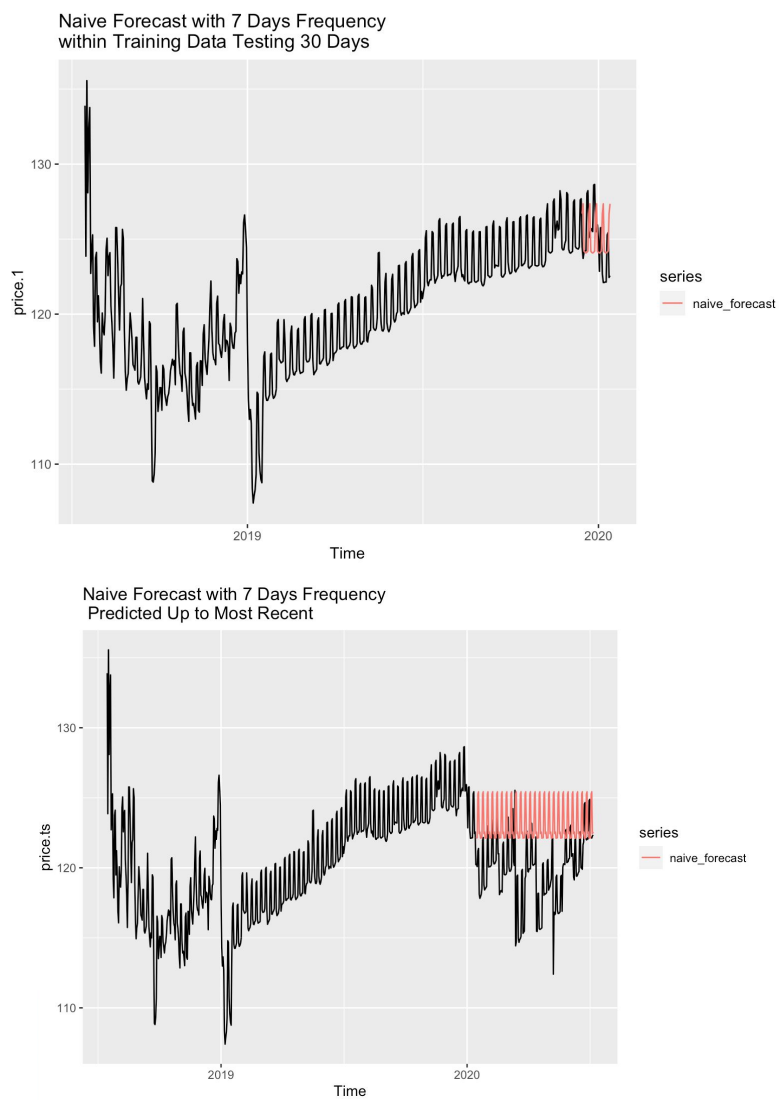 Naive Forecast with 7 Days Frequency
within Training Data Testing 30 Days
130
120
110
price.1
2019
2020
Time
series
naive_forecast
Naive Forecast with 7 Days Frequency
Predicted Up to Most Recent
130
120
110
price.ts
2019
2020
Time
series
naive_forecast